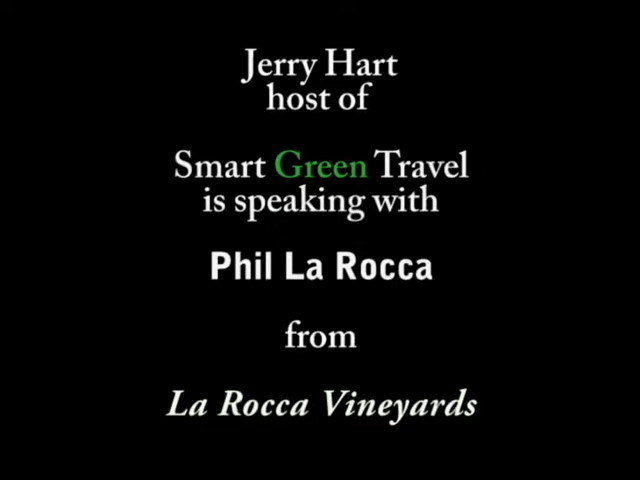 Jerry Hart
host of
Smart Green Travel
is speaking with
Phil La Rocca
from
La Rocca Vineyards